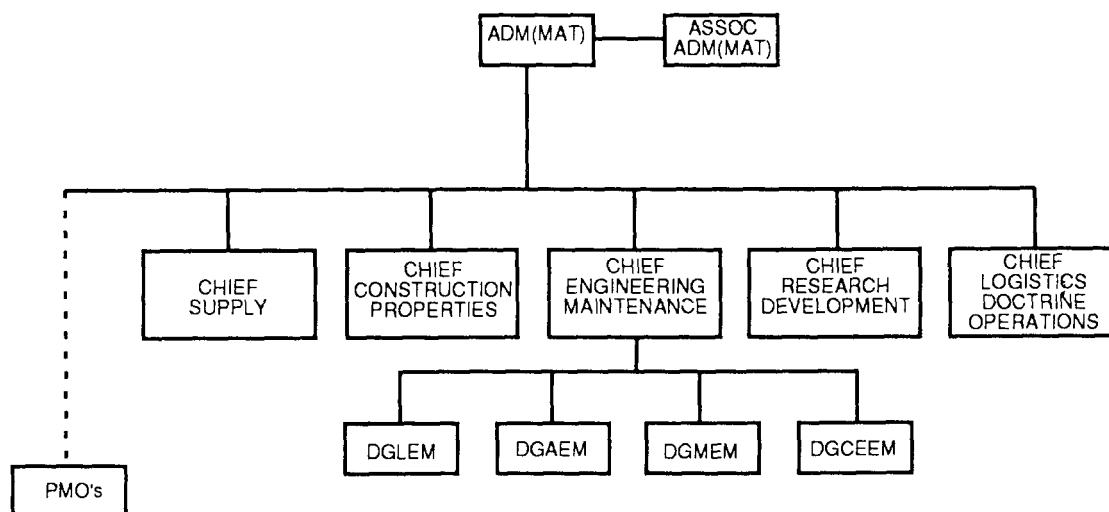 ADM(MAT)
ASSOC
ADM(MAT)
CHIEF
SUPPLY
CHIEF
CONSTRUCTION
PROPERTIES
CHIEF
ENGINEERING
MAINTENANCE
CHIEF
RESEARCH
DEVELOPMENT
CHIEF
LOGISTICS
DOCTRINE
OPERATIONS
DGLEM
DGAEM
DGMEM
DGCEEM
PMO's